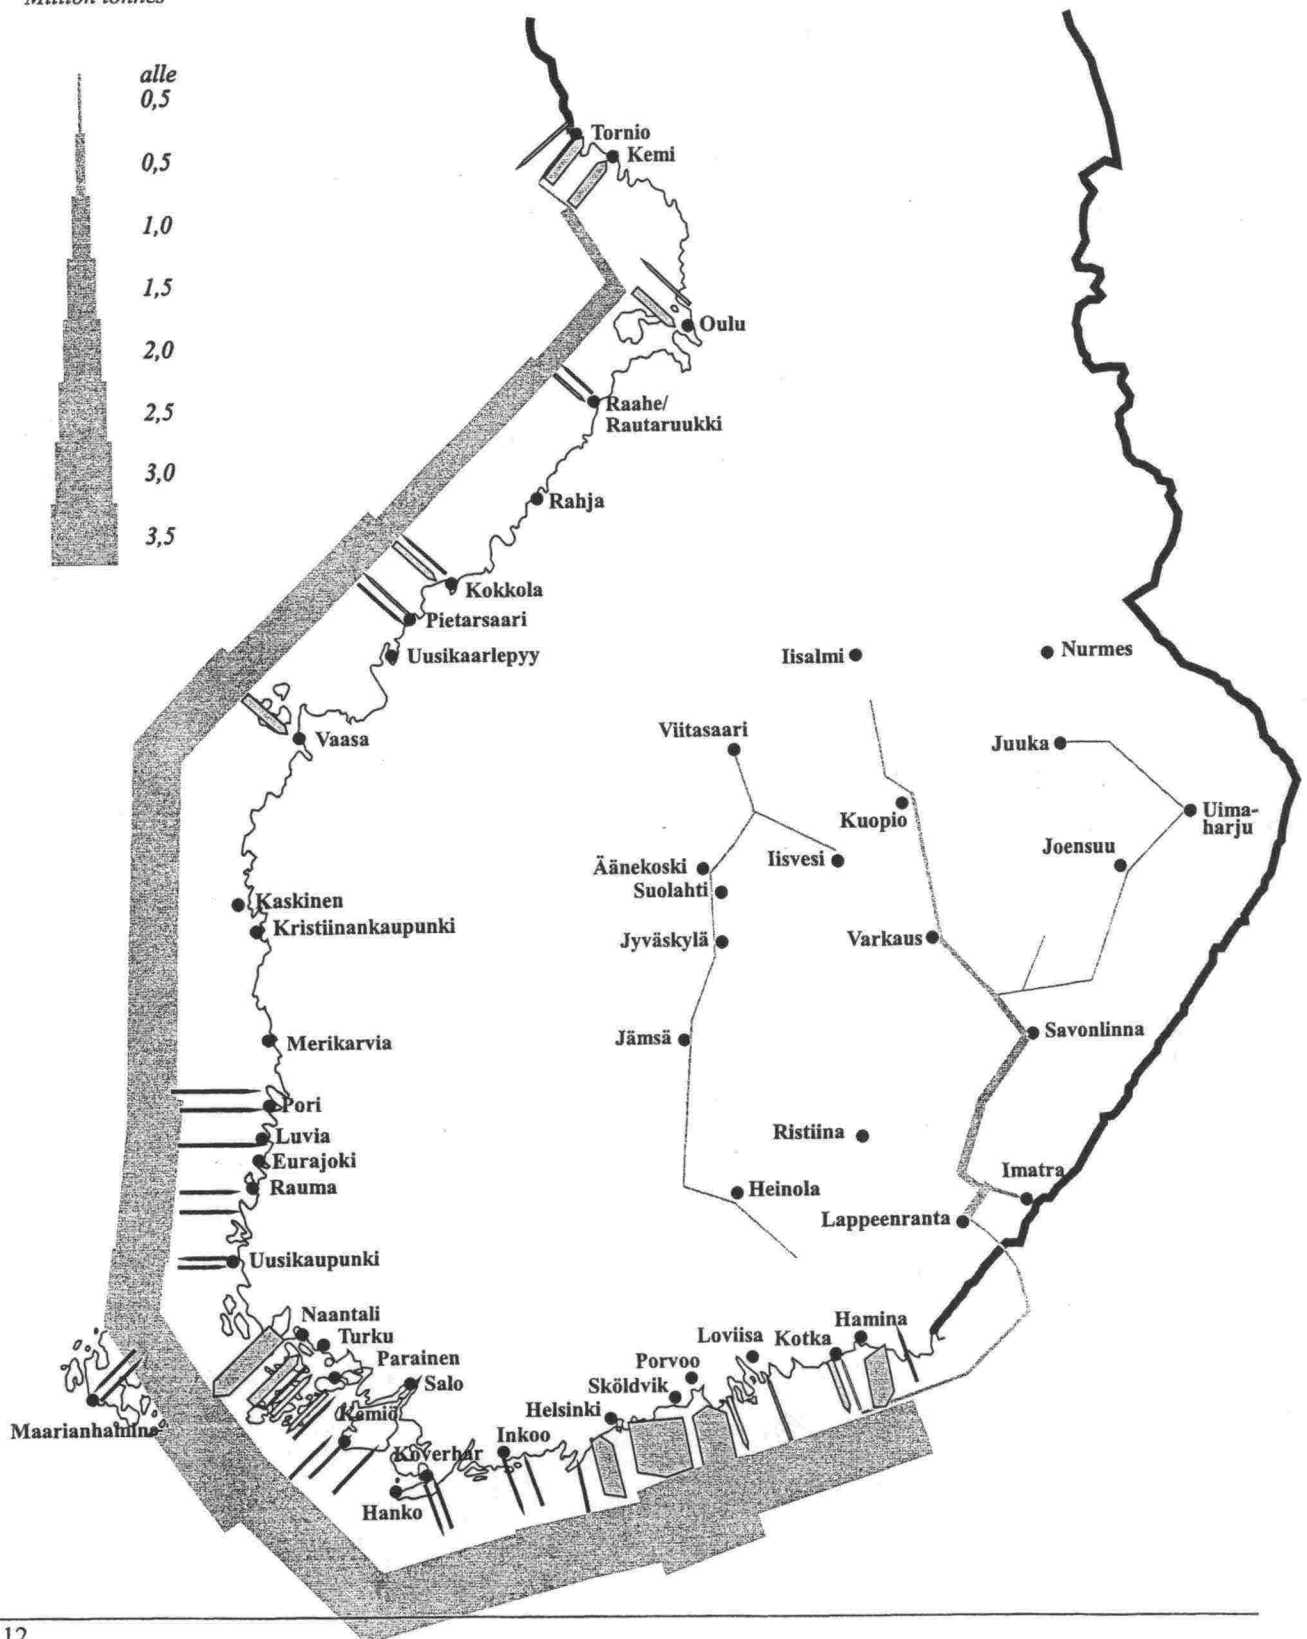 Million tonnes
alle
0,5
0,5
1,0
1,5
2,0
2,5
3,0
3,5
Tornio
Kemi
Oulu
Raahe/
Rautaruukki
Rahja
Kokkola
Pietarsaari
Uusikaarlepyy
Vaasa
Iisalmi
Nurmes
Viitasaari
Juuka
Kuopio
Uima-
harju
Joensuu
Iisvesi
Äänekoski
Suolahti
Kaskinen
Kristiinankaupunki
Jyväskylä
Varkaus
Merikarvia
Jämsä
Savonlinna
Pori
Luvia
Eurajoki
Rauma
Ristiina
Imatra
Heinola
Lappeenranta
Uusikaupunki
Naantali
Turku
Parainen
Salo
Kemiö
Maarianhamina
Koverhar
Hanko
Inkoo
Helsinki
Sköldvik
Porvoo
Loviisa
Kotka
Hamina
12